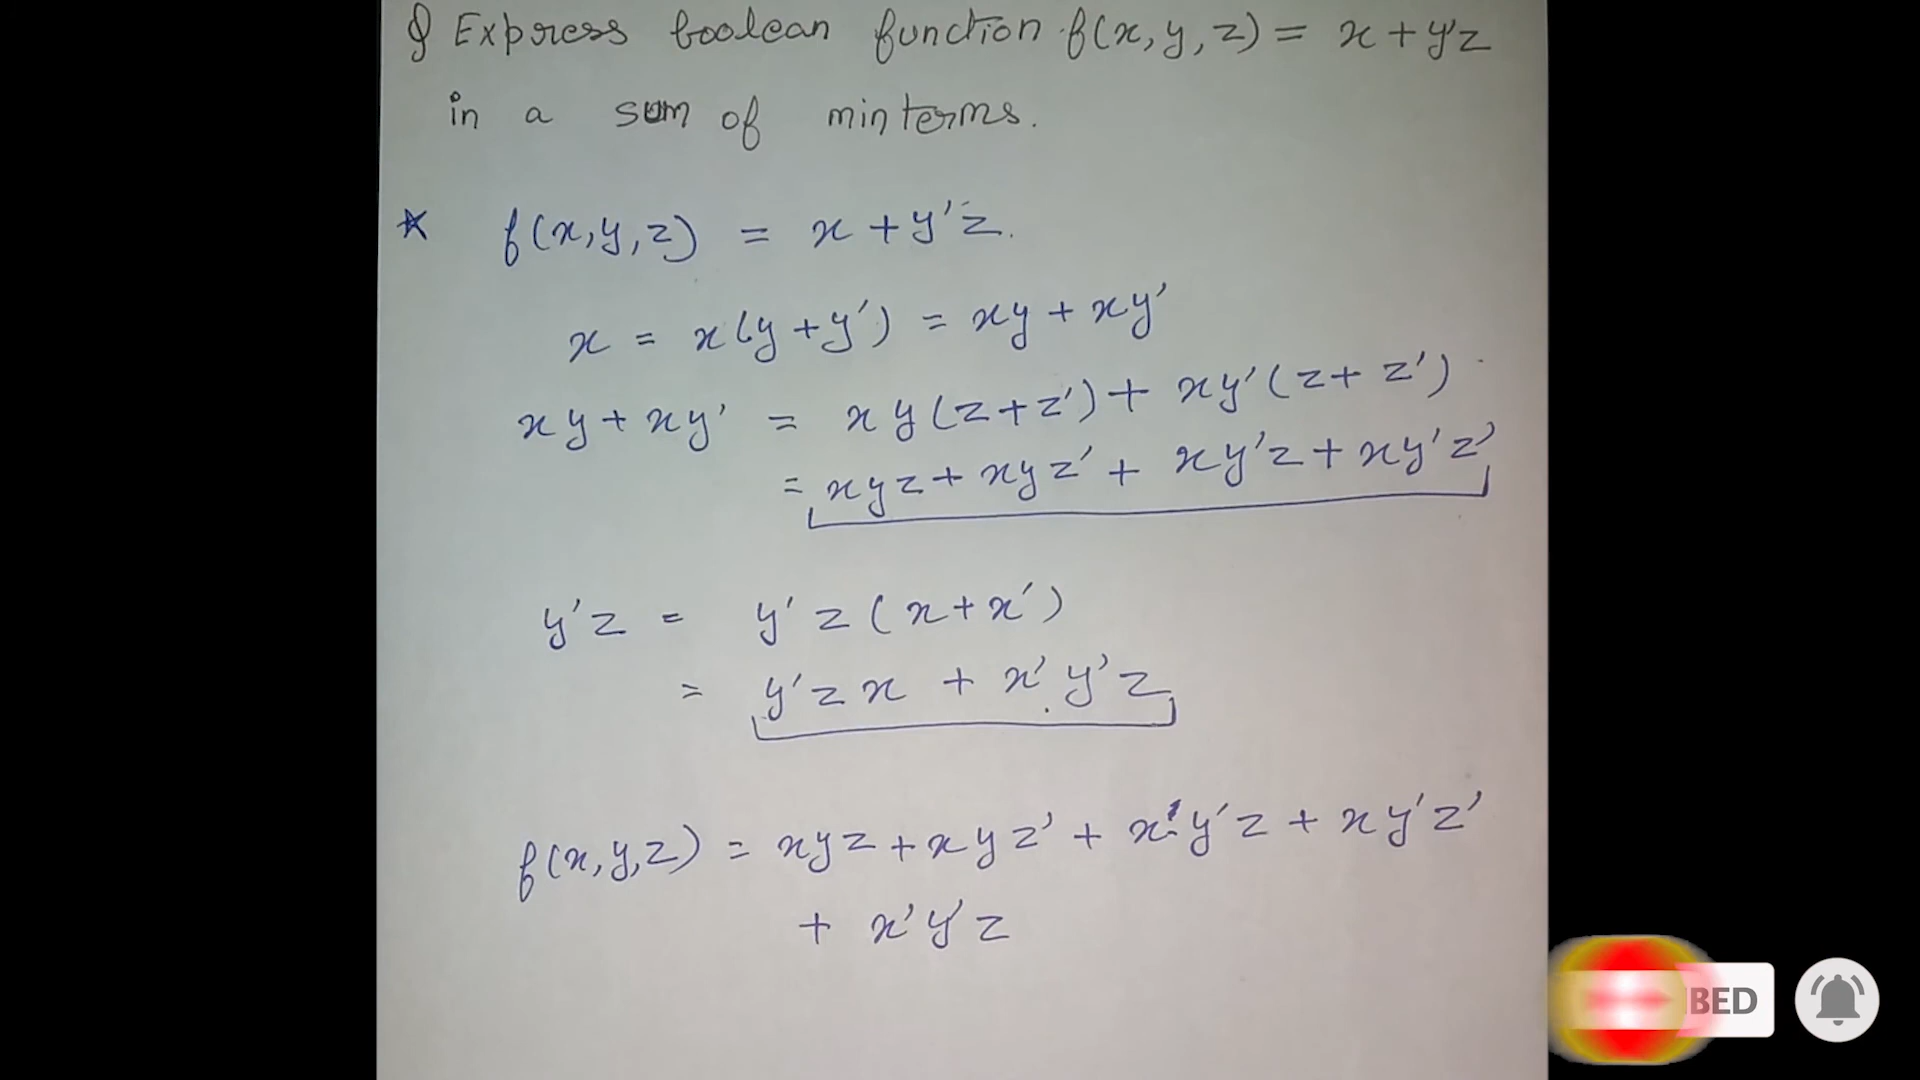 Q Express boolean function f(x, y, z) = x + y'z
in a sum of minterms.
* f(x,y,z) = x + y'z.
x = x(y + y') = xy + xy'
xy + xy' = xy(z+z') + xy'(z+ z')
= xyz + xyz' + xy'z + xy'z'
y'z = y'z (x+x')
= y'zx + x'y'z
f(x,y,z) = xyz + xyz' + x'y'z + xy'z'
+ x'y'z
BED